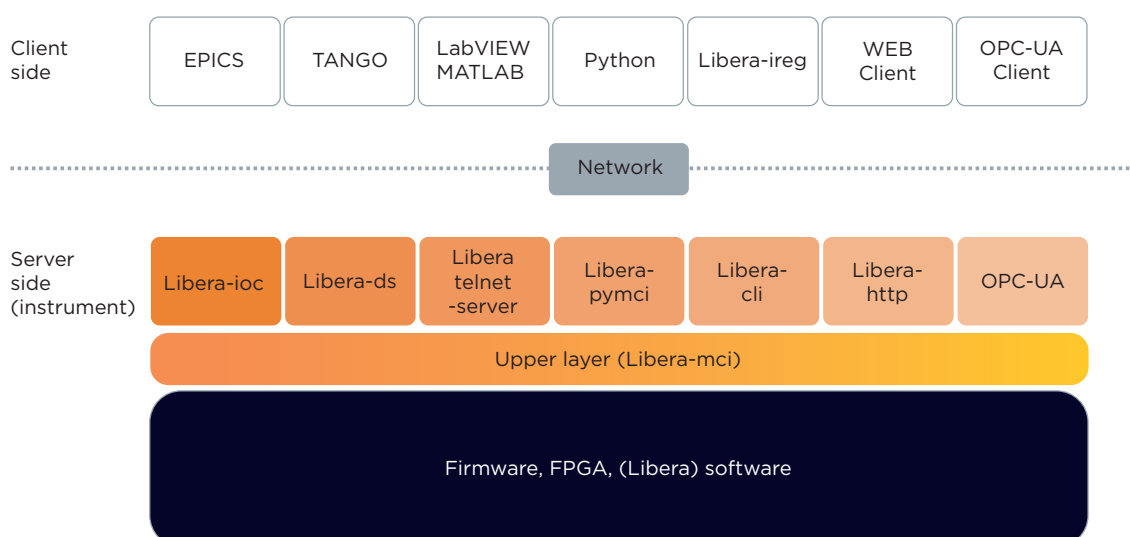 Client
side
EPICS
TANGO
LabVIEW
MATLAB
Python
Libera-ireg
WEB
Client
OPC-UA
Client
Network
Server
side
(instrument)
Libera-ioc
Libera-ds
Libera
telnet
-server
Libera-
pymci
Libera-
cli
Libera-
http
OPC-UA
Upper layer (Libera-mci)
Firmware, FPGA, (Libera) software